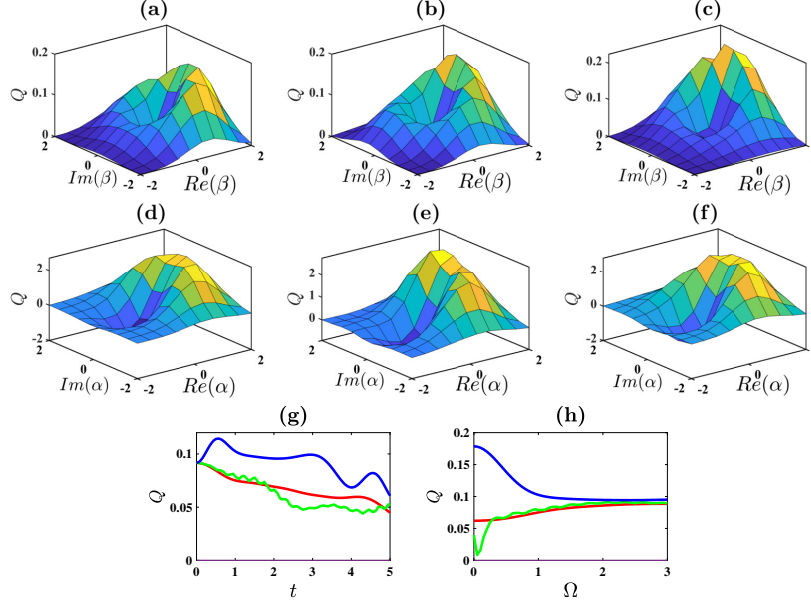 (a) (b) (c)
0.2 0.2 0.2
0.1 0.1 0.1
0 0 0
Q Q Q
2 0 -2 2 0 -2 2 0 -2
Im(β) Im(β) Im(β)
-2 0 2 -2 0 2 -2 0 2
Re(β) Re(β) Re(β)
(d) (e) (f)
2 2 2
0 1 0
-2 0 -2
Q Q Q
2 0 -2 2 0 -2 2 0 -2
Im(α) Im(α) Im(α)
-2 0 2 -2 0 2 -2 0 2
Re(α) Re(α) Re(α)
(g) (h)
0.1 0.2
0.05 0.15
0 0.1
0.05
0
Q Q
0 1 2 3 4 5 0 1 2 3
t Ω